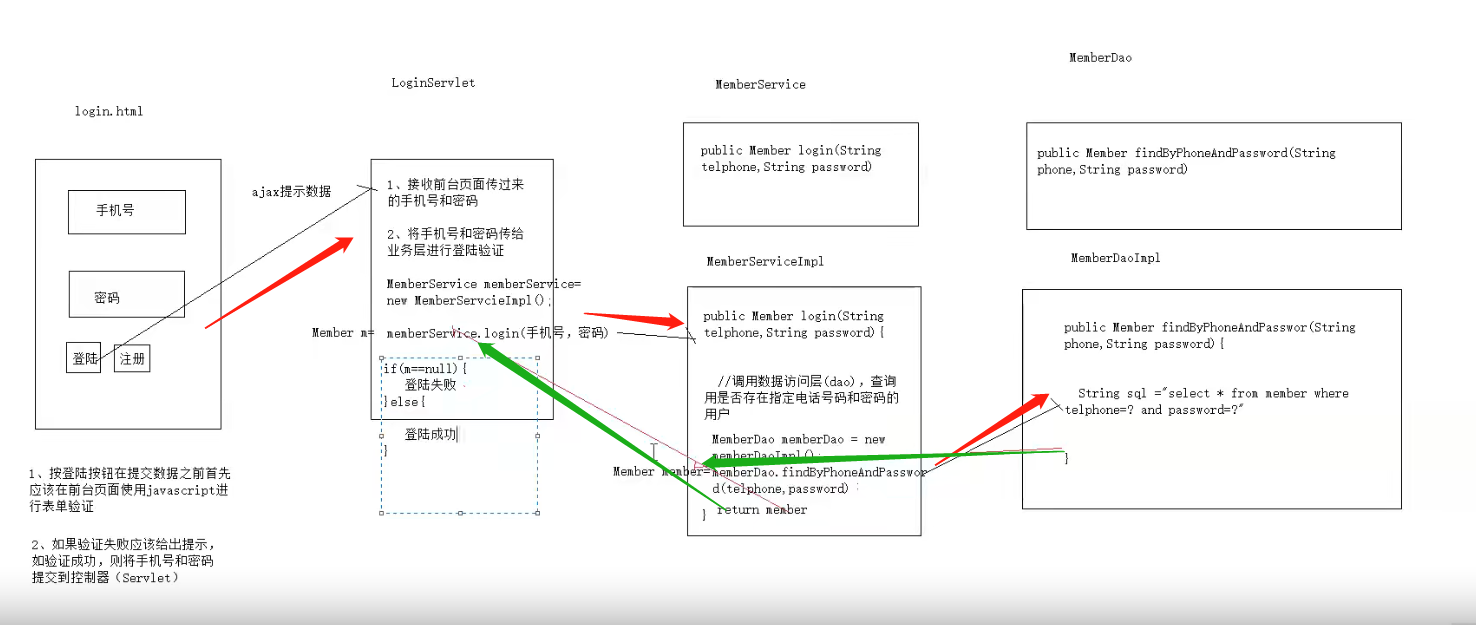 login.html
手机号
密码
登陆
注册
1、按登陆按钮在提交数据之前首先
应该在前台页面使用javascript进
行表单验证
2、如果验证失败应该给出提示，
如验证成功，则将手机号和密码
提交到控制器（Servlet）
ajax提示数据
LoginServlet
1、接收前台页面传过来
的手机号和密码
2、将手机号和密码传给
业务层进行登陆验证
MemberService memberService=
new MemberServcieImpl();
Member m= memberService.login(手机号,密码)
if(m==null){
登陆失败
}else{
登陆成功
}
MemberService
public Member login(String
telphone,String password)
MemberServiceImpl
public Member login(String
telphone,String password){
//调用数据访问层(dao)，查询
用是否存在指定电话号码和密码的
用户
MemberDao memberDao = new
memberDaoImpl();
Member member=memberDao.findByPhoneAndPasswor
d(telphone,password)
return member
}
MemberDao
public Member findByPhoneAndPassword(String
phone,String password)
MemberDaoImpl
public Member findByPhoneAndPasswor(String
phone,String password){
String sql ="select * from member where
telphone=? and password=?"
}